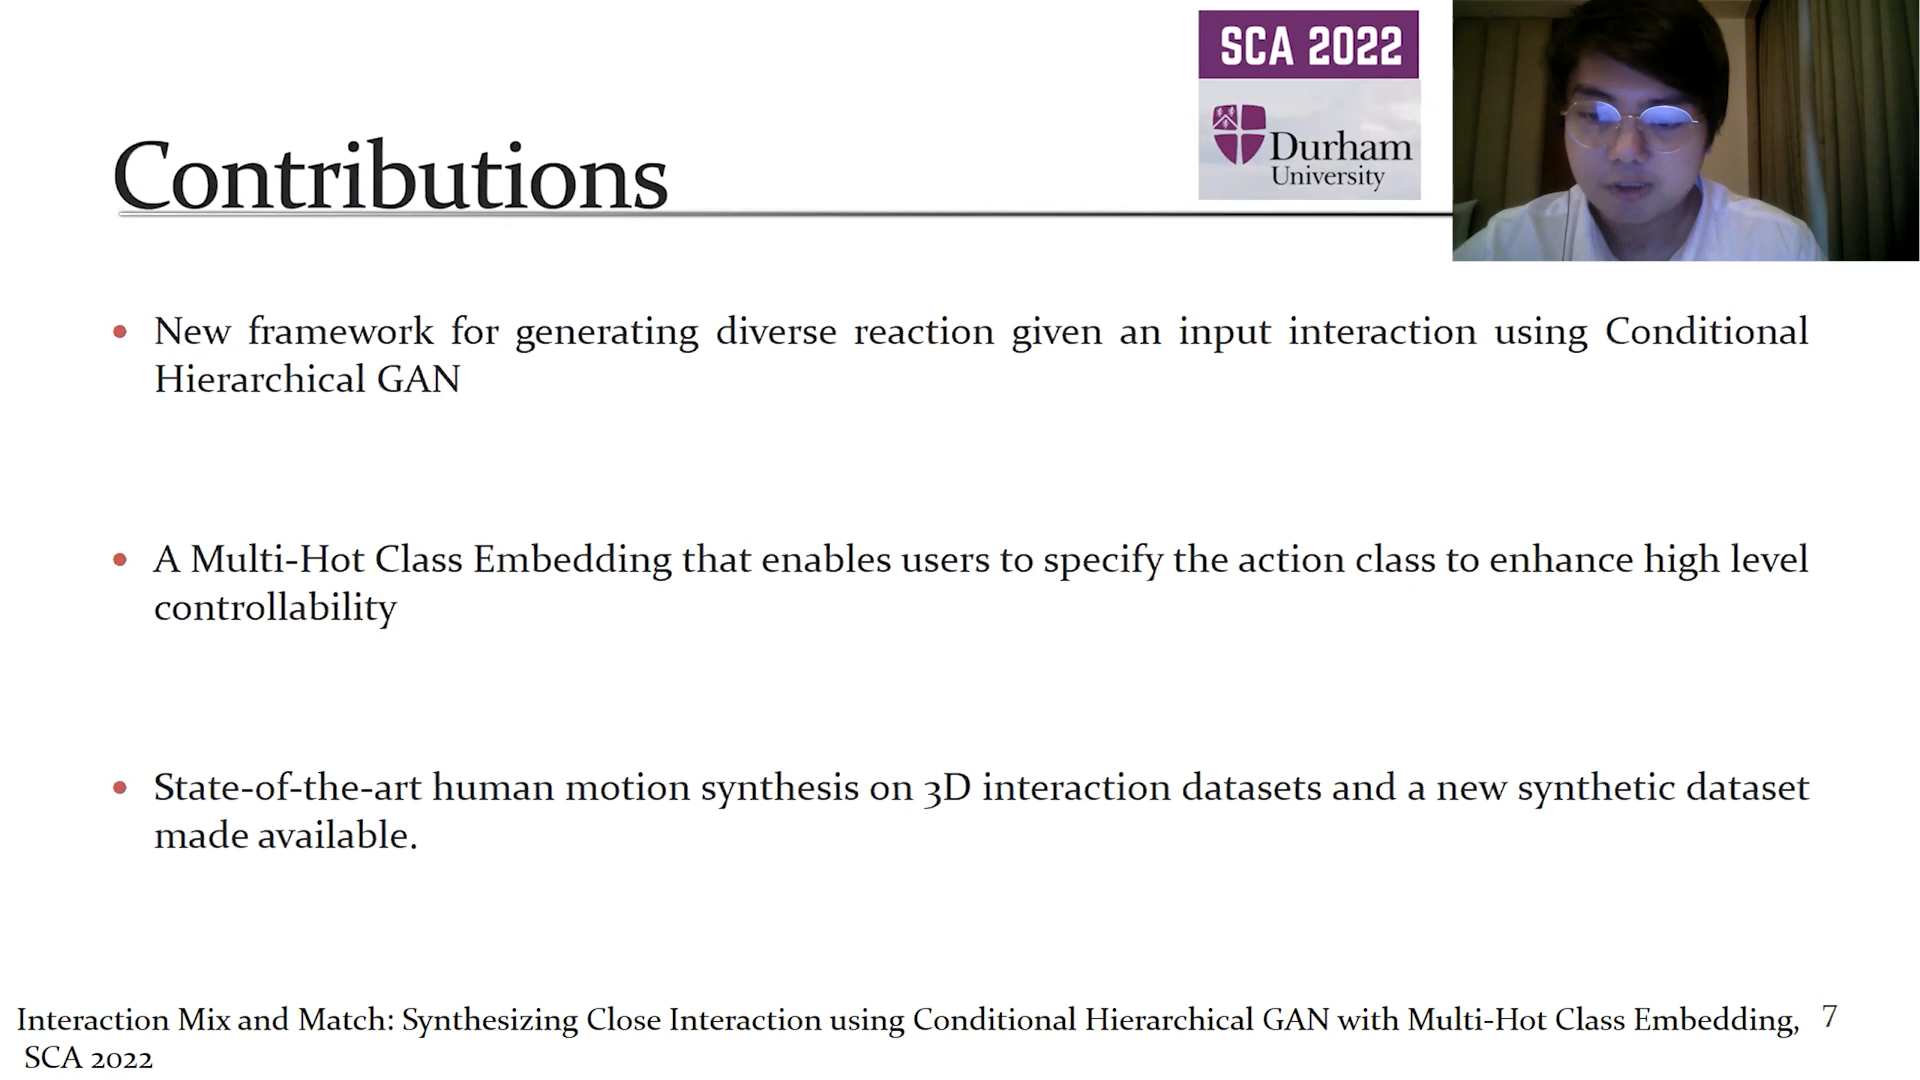 SCA 2022
Durham
University
Contributions
• New framework for generating diverse reaction given an input interaction using Conditional
Hierarchical GAN
• A Multi-Hot Class Embedding that enables users to specify the action class to enhance high level
controllability
• State-of-the-art human motion synthesis on 3D interaction datasets and a new synthetic dataset
made available.
Interaction Mix and Match: Synthesizing Close Interaction using Conditional Hierarchical GAN with Multi-Hot Class Embedding, 7
SCA 2022